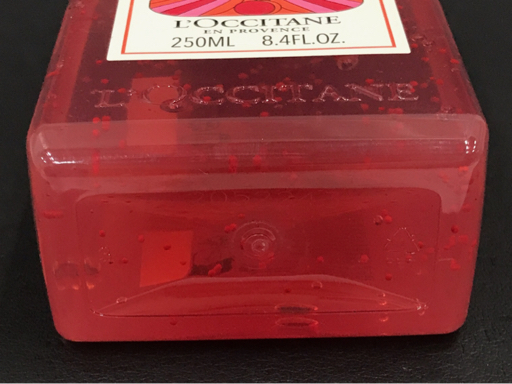 L'OCCITANE
EN PROVENCE
250ML 8.4FL.OZ.
L'OCCITANE